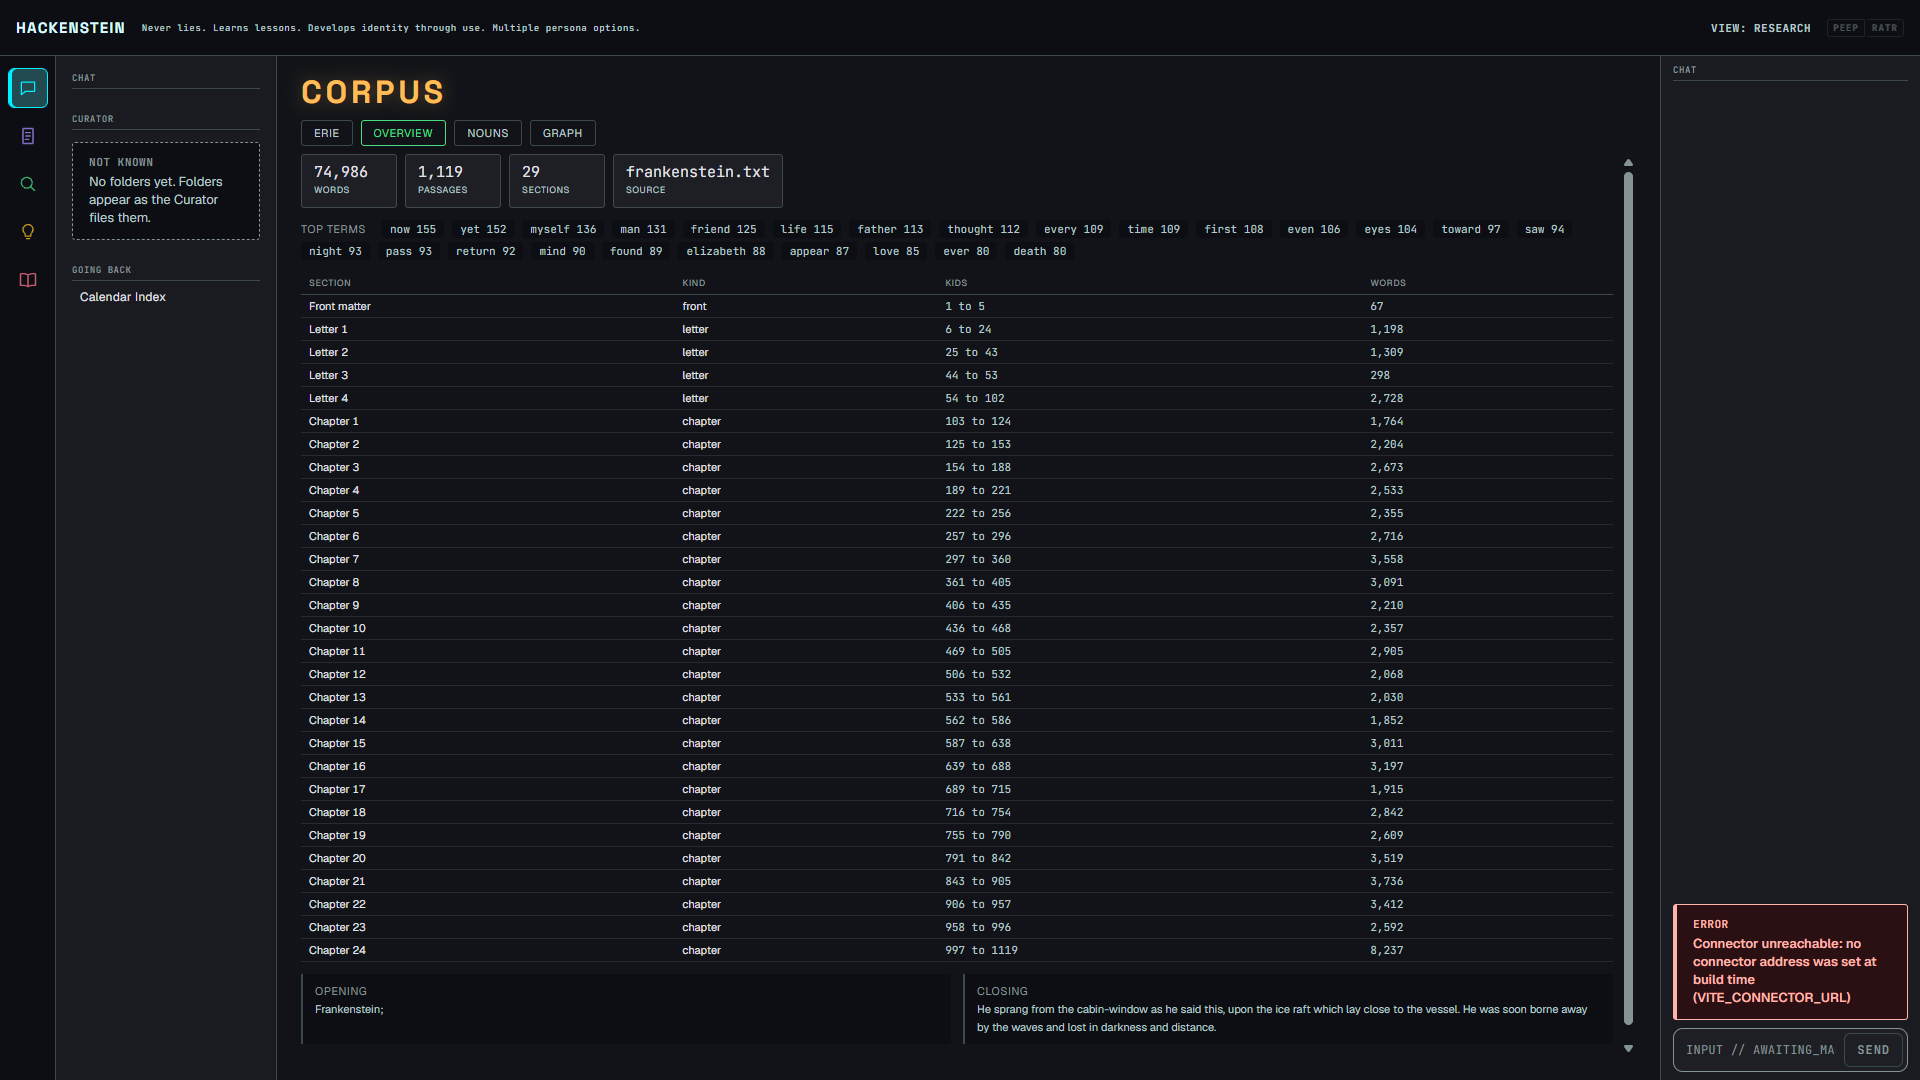 HACKENSTEIN Never lies. Learns lessons. Develops identity through use. Multiple persona options. VIEW: RESEARCH PEEP RATR
CHAT
CURATOR
NOT KNOWN
No folders yet. Folders
appear as the Curator
files them.
GOING BACK
Calendar Index
CORPUS
ERIE OVERVIEW NOUNS GRAPH
74,986 1,119 29 frankenstein.txt
WORDS PASSAGES SECTIONS SOURCE
TOP TERMS now 155 yet 152 myself 136 man 131 friend 125 life 115 father 113 thought 112 every 109 time 109 first 108 even 106 eyes 104 toward 97 saw 94
night 93 pass 93 return 92 mind 90 found 89 elizabeth 88 appear 87 love 85 ever 80 death 80
SECTION KIND KIDS WORDS
Front matter front 1 to 5 67
Letter 1 letter 6 to 24 1,198
Letter 2 letter 25 to 43 1,309
Letter 3 letter 44 to 53 298
Letter 4 letter 54 to 102 2,728
Chapter 1 chapter 103 to 124 1,764
Chapter 2 chapter 125 to 153 2,204
Chapter 3 chapter 154 to 188 2,673
Chapter 4 chapter 189 to 221 2,533
Chapter 5 chapter 222 to 256 2,355
Chapter 6 chapter 257 to 296 2,716
Chapter 7 chapter 297 to 360 3,558
Chapter 8 chapter 361 to 405 3,091
Chapter 9 chapter 406 to 435 2,210
Chapter 10 chapter 436 to 468 2,357
Chapter 11 chapter 469 to 505 2,905
Chapter 12 chapter 506 to 532 2,068
Chapter 13 chapter 533 to 561 2,030
Chapter 14 chapter 562 to 586 1,852
Chapter 15 chapter 587 to 638 3,011
Chapter 16 chapter 639 to 688 3,197
Chapter 17 chapter 689 to 715 1,915
Chapter 18 chapter 716 to 754 2,842
Chapter 19 chapter 755 to 790 2,609
Chapter 20 chapter 791 to 842 3,519
Chapter 21 chapter 843 to 905 3,736
Chapter 22 chapter 906 to 957 3,412
Chapter 23 chapter 958 to 996 2,592
Chapter 24 chapter 997 to 1119 8,237
OPENING
Frankenstein;
CLOSING
He sprang from the cabin-window as he said this, upon the ice raft which lay close to the vessel. He was soon borne away
by the waves and lost in darkness and distance.
CHAT
ERROR
Connector unreachable: no
connector address was set at
build time
(VITE_CONNECTOR_URL)
INPUT // AWAITING_MA SEND